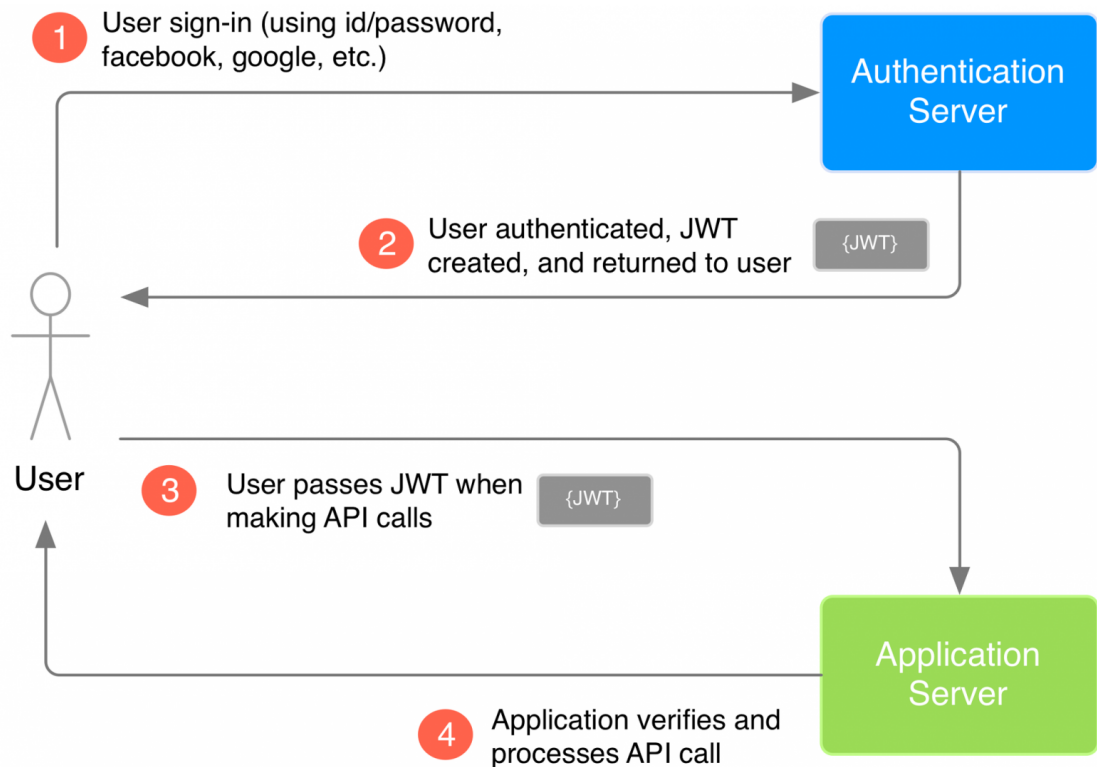 1
User sign-in (using id/password,
facebook, google, etc.)
Authentication
Server
2
User authenticated, JWT
created, and returned to user
{JWT}
User
3
User passes JWT when
making API calls
{JWT}
Application
Server
4
Application verifies and
processes API call